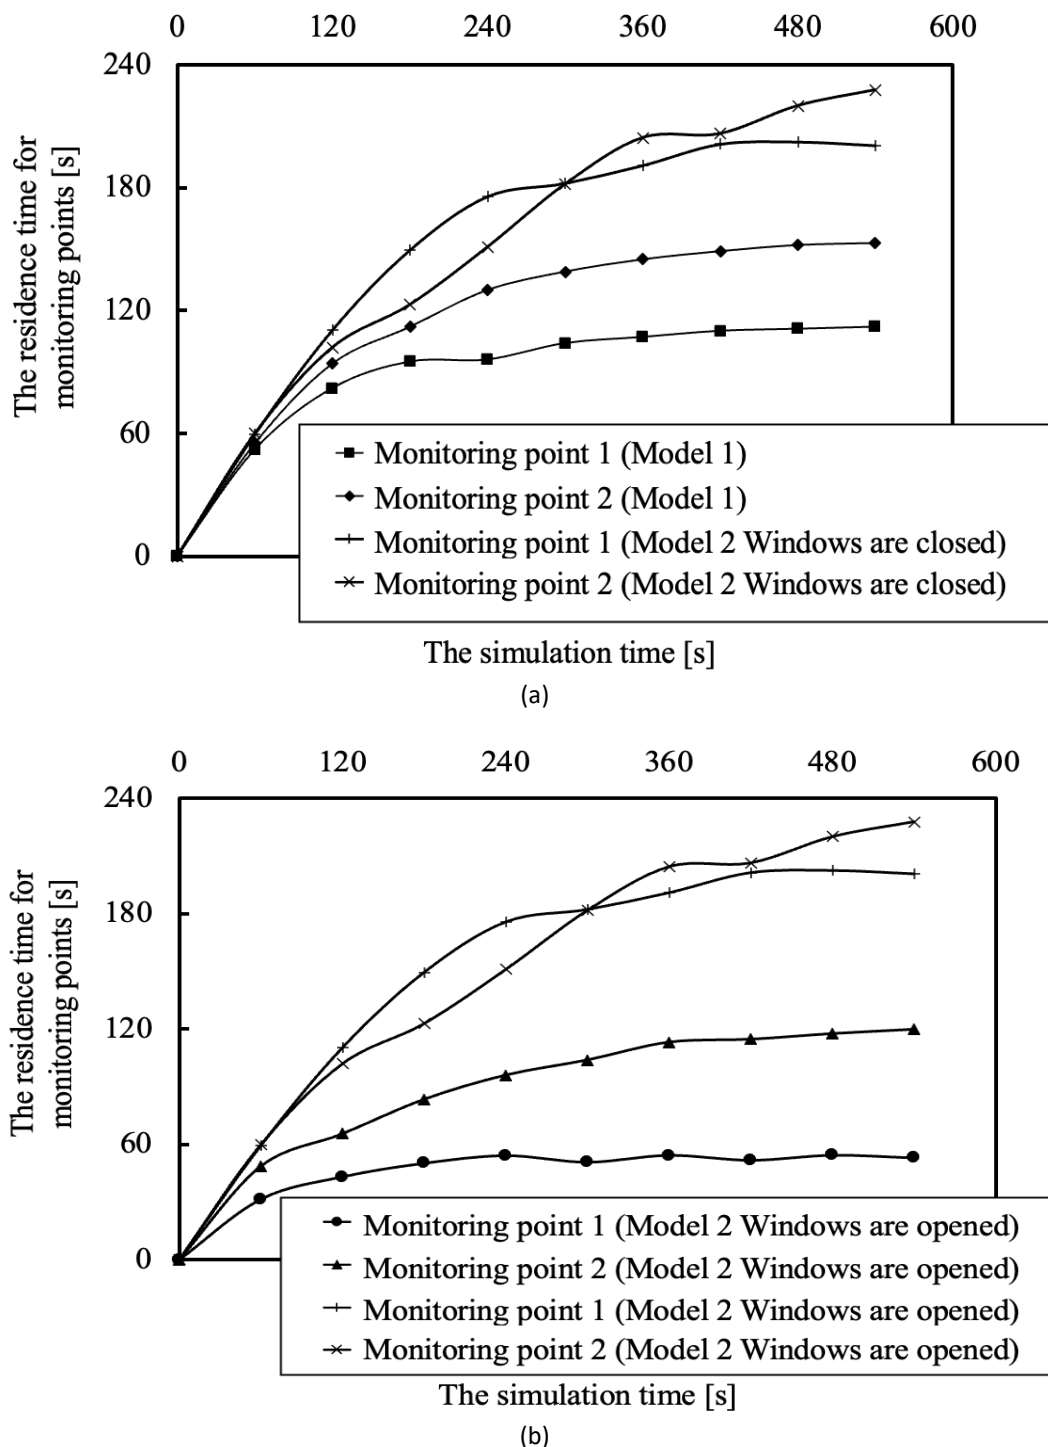 0 120 240 360 480 600
240
180
120
60
0
The residence time for
monitoring points [s]
Monitoring point 1 (Model 1)
Monitoring point 2 (Model 1)
Monitoring point 1 (Model 2 Windows are closed)
Monitoring point 2 (Model 2 Windows are closed)
The simulation time [s]
(a)
0 120 240 360 480 600
240
180
120
60
0
The residence time for
monitoring points [s]
Monitoring point 1 (Model 2 Windows are opened)
Monitoring point 2 (Model 2 Windows are opened)
Monitoring point 1 (Model 2 Windows are opened)
Monitoring point 2 (Model 2 Windows are opened)
The simulation time [s]
(b)